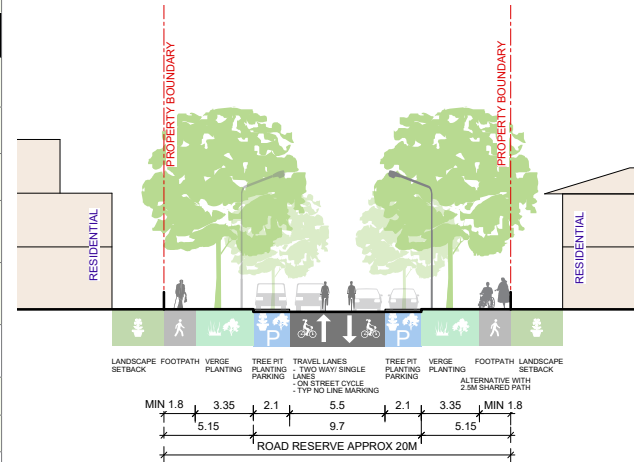 PROPERTY BOUNDARY
PROPERTY BOUNDARY
RESIDENTIAL
RESIDENTIAL
P
P
LANDSCAPE
SETBACK
FOOTPATH
VERGE
PLANTING
TREE PIT
PLANTING
PARKING
TRAVEL LANES
- TWO WAY/ SINGLE
LANES
- ON STREET CYCLE
- TYP NO LINE MARKING
TREE PIT
PLANTING
PARKING
VERGE
PLANTING
FOOTPATH
LANDSCAPE
SETBACK
ALTERNATIVE WITH
2.5M SHARED PATH
MIN 1.8 3.35 2.1 5.5 2.1 3.35 MIN 1.8
5.15 9.7 5.15
ROAD RESERVE APPROX 20M